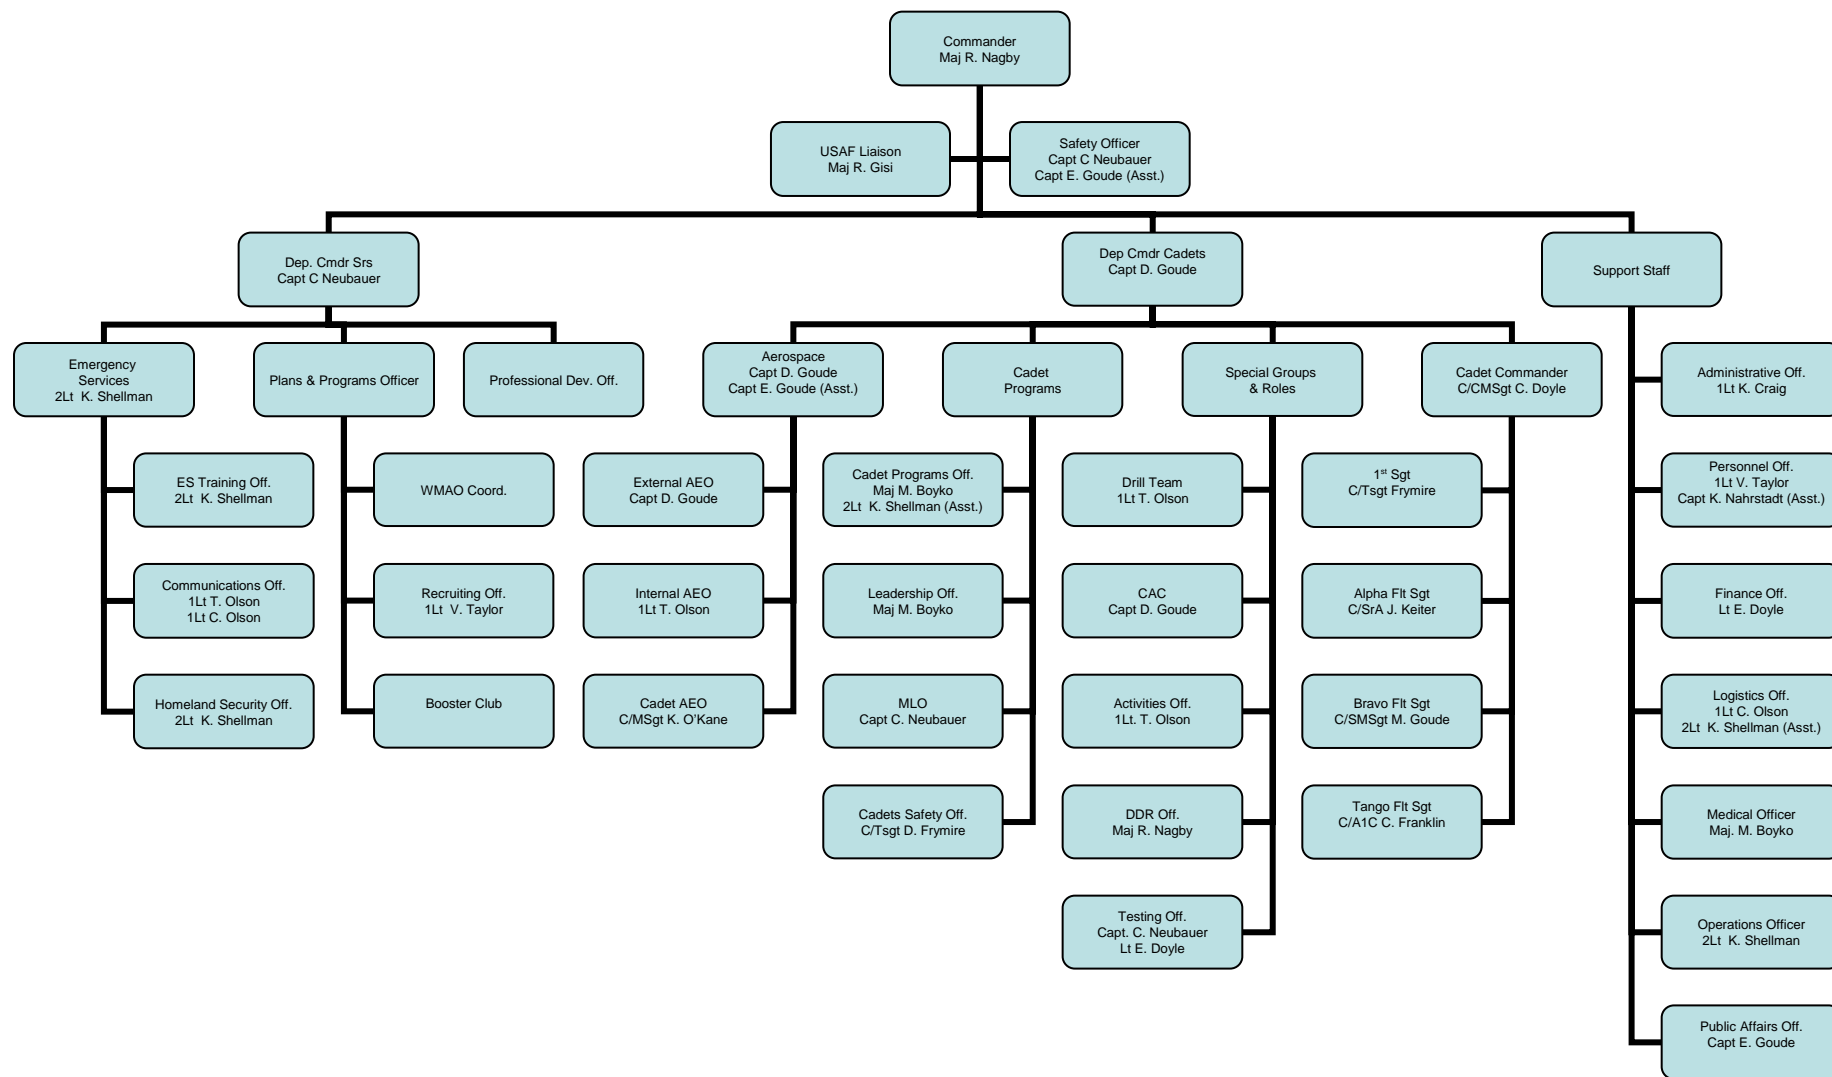 Commander
Maj R. Nagby
USAF Liaison
Maj R. Gisi
Safety Officer
Capt C Neubauer
Capt E. Goude (Asst.)
Dep. Cmdr Srs
Capt C Neubauer
Dep Cmdr Cadets
Capt D. Goude
Support Staff
Emergency
Services
2Lt K. Shellman
Plans & Programs Officer
Professional Dev. Off.
Aerospace
Capt D. Goude
Capt E. Goude (Asst.)
Cadet
Programs
Special Groups
& Roles
Cadet Commander
C/CMSgt C. Doyle
Administrative Off.
1Lt K. Craig
ES Training Off.
2Lt K. Shellman
WMAO Coord.
External AEO
Capt D. Goude
Cadet Programs Off.
Maj M. Boyko
2Lt K. Shellman (Asst.)
Drill Team
1Lt T. Olson
1st Sgt
C/Tsgt Frymire
Personnel Off.
1Lt V. Taylor
Capt K. Nahrstadt (Asst.)
Communications Off.
1Lt T. Olson
1Lt C. Olson
Recruiting Off.
1Lt V. Taylor
Internal AEO
1Lt T. Olson
Leadership Off.
Maj M. Boyko
CAC
Capt D. Goude
Alpha Flt Sgt
C/SrA J. Keiter
Finance Off.
Lt E. Doyle
Homeland Security Off.
2Lt K. Shellman
Booster Club
Cadet AEO
C/MSgt K. O'Kane
MLO
Capt C. Neubauer
Activities Off.
1Lt. T. Olson
Bravo Flt Sgt
C/SMSgt M. Goude
Logistics Off.
1Lt C. Olson
2Lt K. Shellman (Asst.)
Cadets Safety Off.
C/Tsgt D. Frymire
DDR Off.
Maj R. Nagby
Tango Flt Sgt
C/A1C C. Franklin
Medical Officer
Maj. M. Boyko
Testing Off.
Capt. C. Neubauer
Lt E. Doyle
Operations Officer
2Lt K. Shellman
Public Affairs Off.
Capt E. Goude